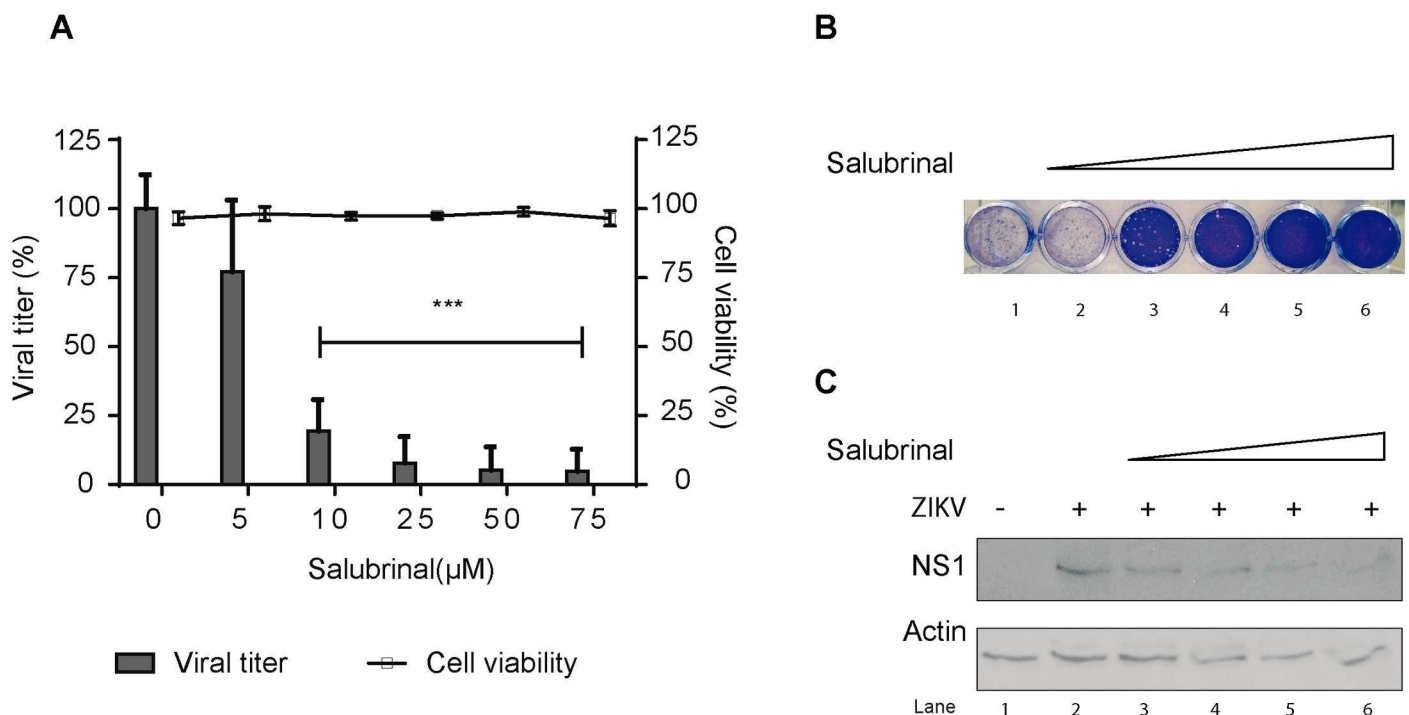 A
125
100
75
50
25
0
Viral titer (%)
***
125
100
75
50
25
0
Cell viability (%)
0 5 10 25 50 75
Salubrinal(µM)
Viral titer
Cell viability
B
Salubrinal
1 2 3 4 5 6
C
Salubrinal
ZIKV - + + + + +
NS1
Actin
Lane 1 2 3 4 5 6